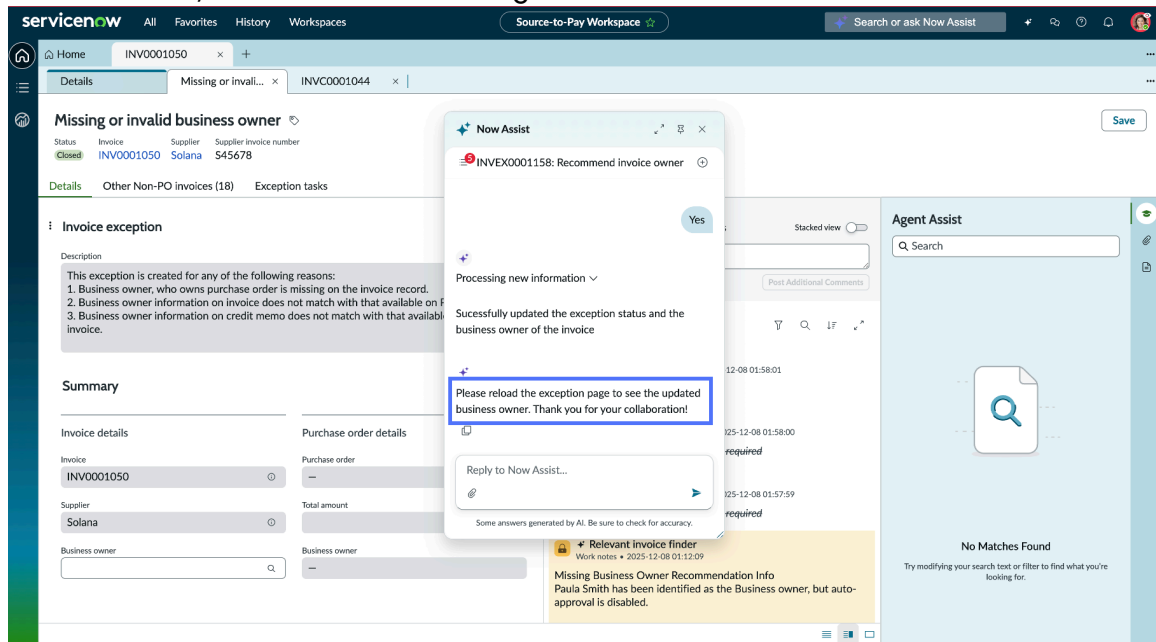 servicenow All Favorites History Workspaces Source-to-Pay Workspace Search or ask Now Assist
Home INV0001050 × +
Details Missing or invali... × INVC0001044 ×
Missing or invalid business owner
Save
Status Invoice Supplier Supplier invoice number
Closed INV0001050 Solana S45678
Details Other Non-PO invoices (18) Exception tasks
Invoice exception
Description
This exception is created for any of the following reasons:
1. Business owner, who owns purchase order is missing on the invoice record.
2. Business owner information on invoice does not match with that available on
3. Business owner information on credit memo does not match with that availabl
invoice.
Summary
Invoice details Purchase order details
Invoice Purchase order
INV0001050 –
Supplier Total amount
Solana
Business owner Business owner
–
Now Assist
5
INVEX0001158: Recommend invoice owner
Yes
Processing new information
Sucessfully updated the exception status and the
business owner of the invoice
Please reload the exception page to see the updated
business owner. Thank you for your collaboration!
Reply to Now Assist...
Some answers generated by AI. Be sure to check for accuracy.
Stacked view
Post Additional Comments
12-08 01:58:01
025-12-08 01:58:00
required
025-12-08 01:57:59
required
Relevant invoice finder
Work notes • 2025-12-08 01:12:09
Missing Business Owner Recommendation Info
Paula Smith has been identified as the Business owner, but auto-
approval is disabled.
Agent Assist
Search
No Matches Found
Try modifying your search text or filter to find what you're
looking for.